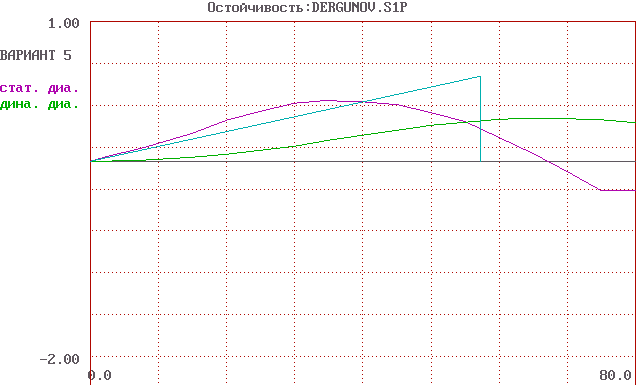 Остойчивость:DERGUNOV.S1P
1.00
ВАРИАНТ 5
стат. диа.
дина. диа.
-2.00
0.0 80.0